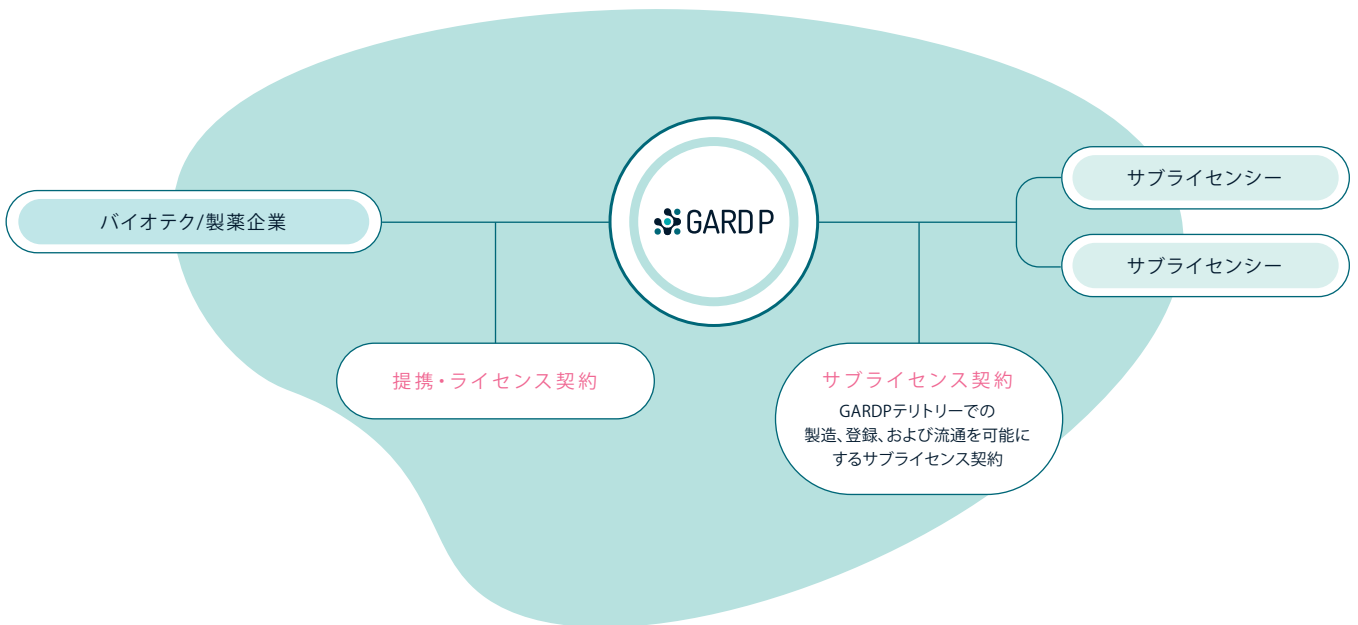 バイオテク/製薬企業
GARDP
サブライセンシー
サブライセンシー
提携・ライセンス契約
サブライセンス契約
GARDPテリトリーでの
製造、登録、および流通を可能に
するサブライセンス契約